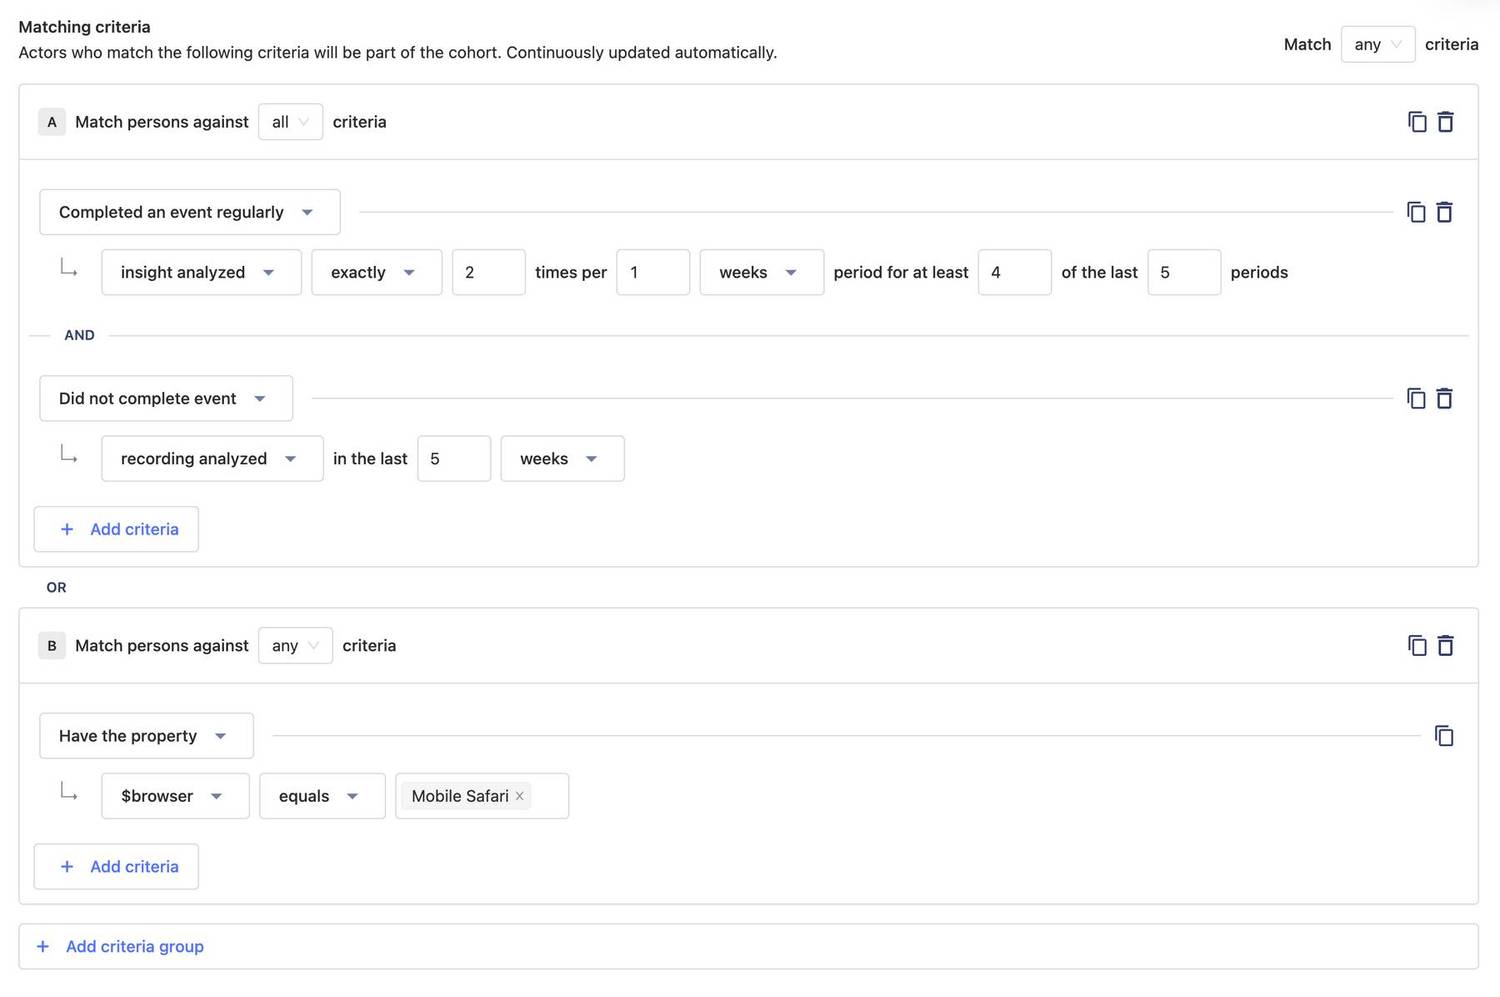 Matching criteria
Actors who match the following criteria will be part of the cohort. Continuously updated automatically.
Match any criteria
A Match persons against all criteria
Completed an event regularly
insight analyzed exactly 2 times per 1 weeks period for at least 4 of the last 5 periods
AND
Did not complete event
recording analyzed in the last 5 weeks
+ Add criteria
OR
B Match persons against any criteria
Have the property
$browser equals Mobile Safari ×
+ Add criteria
+ Add criteria group